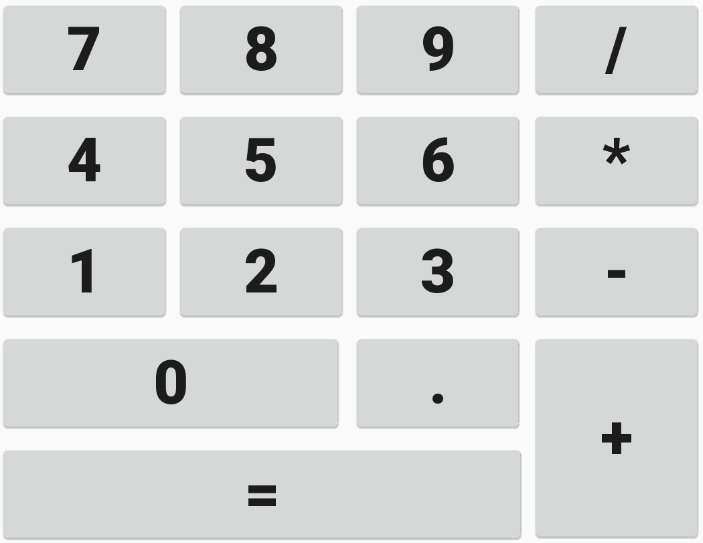 7 8 9 /
4 5 6 *
1 2 3 -
0 . +
=